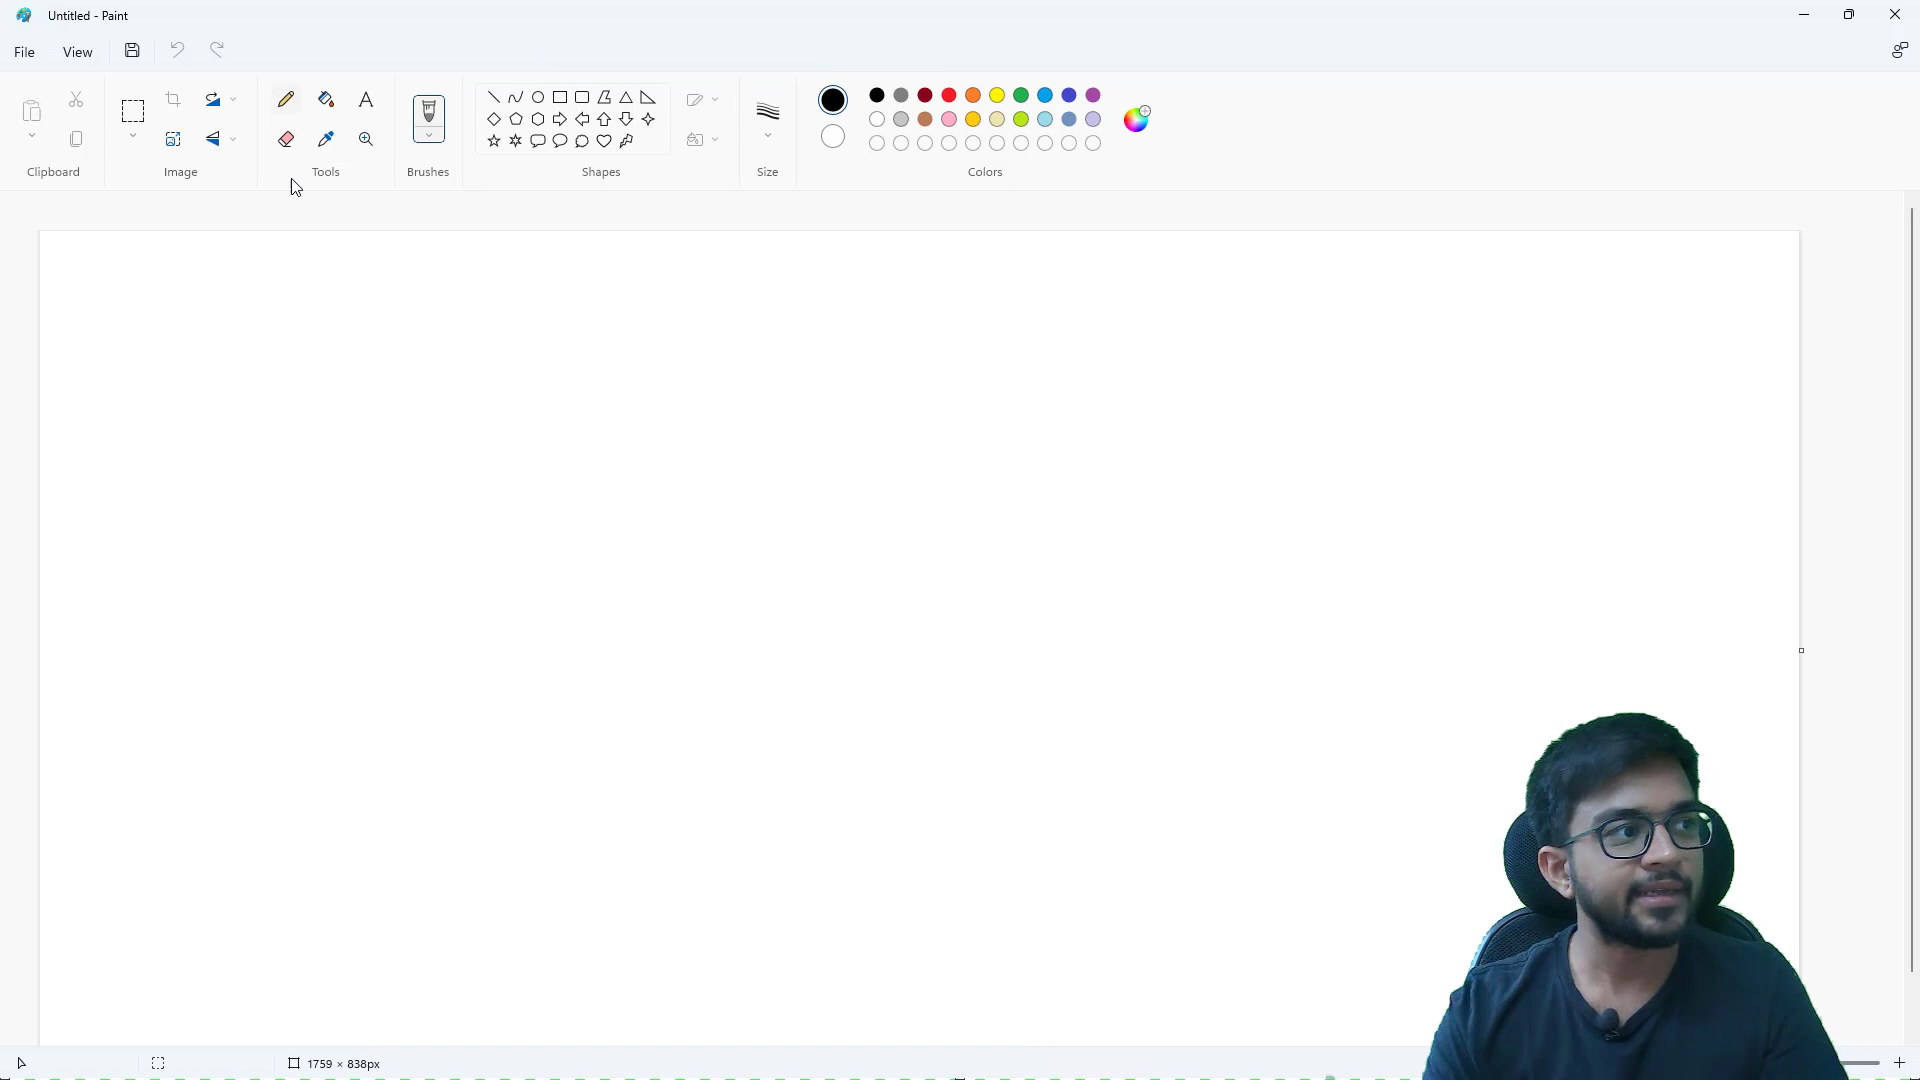 Untitled - Paint
File
View
Clipboard
Image
Tools
Brushes
Shapes
Size
Colors
1759 × 838px